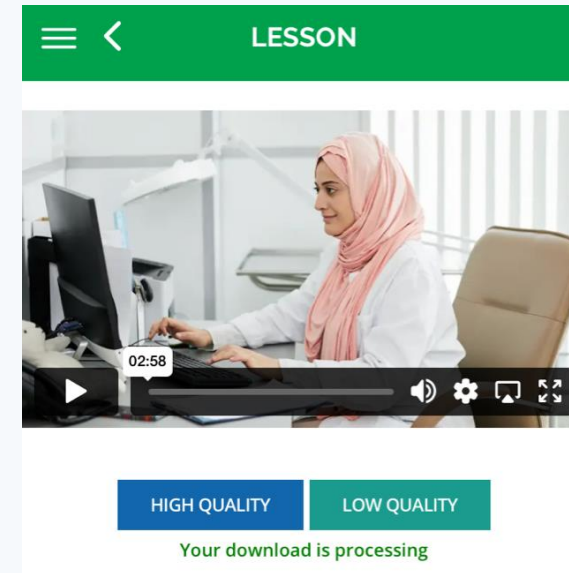 LESSON
02:58
HIGH QUALITY
LOW QUALITY
Your download is processing